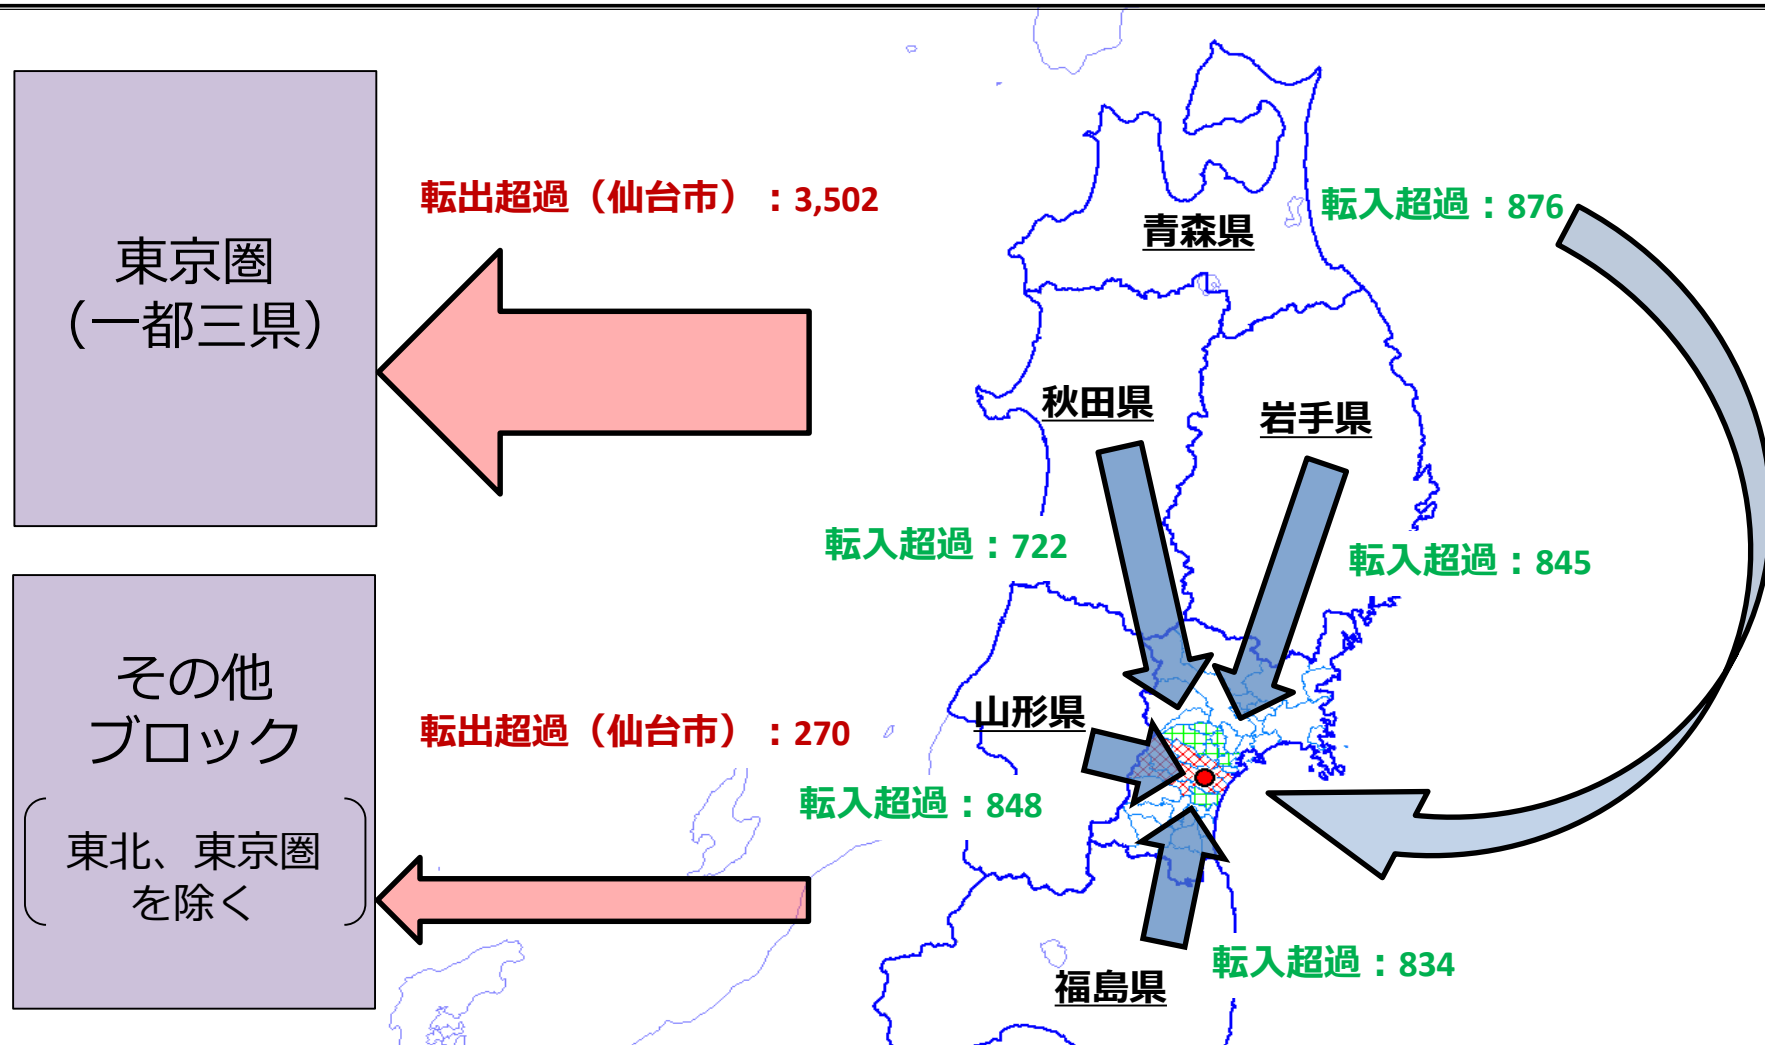 東京圏
（一都三県）
転出超過（仙台市）：3,502
その他
ブロック
東北、東京圏
を除く
転出超過（仙台市）：270
青森県
転入超過：876
秋田県
転入超過：722
岩手県
転入超過：845
山形県
転入超過：848
福島県
転入超過：834